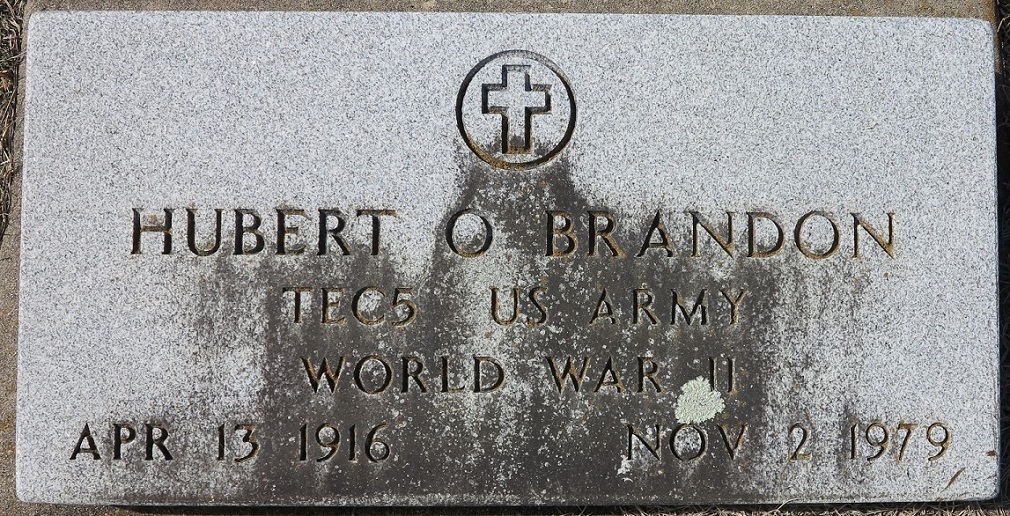 HUBERT O BRANDON
TEC5 US ARMY
WORLD WAR II
APR 13 1916 NOV 2 1979